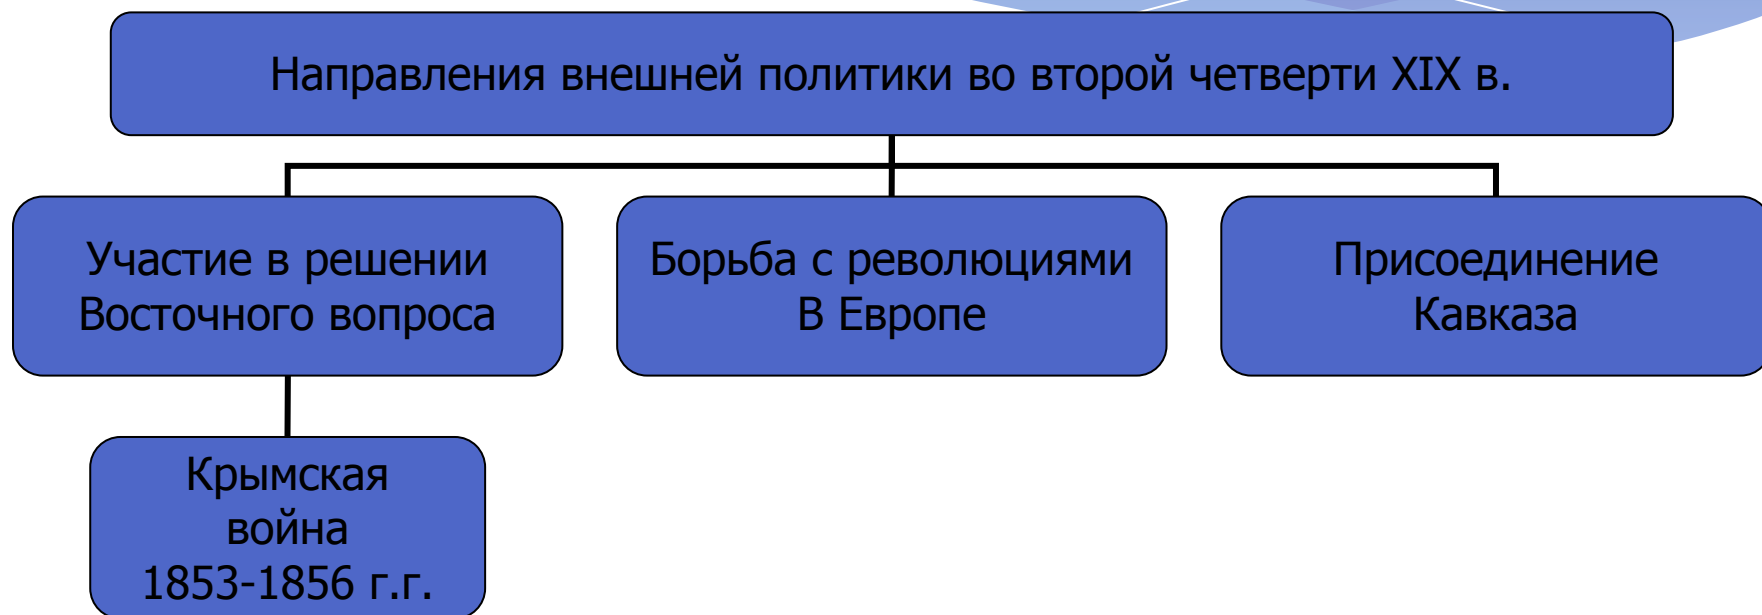 Направления внешней политики во второй четверти XIX в.
Участие в решении
Восточного вопроса
Борьба с революциями
В Европе
Присоединение
Кавказа
Крымская
война
1853-1856 г.г.